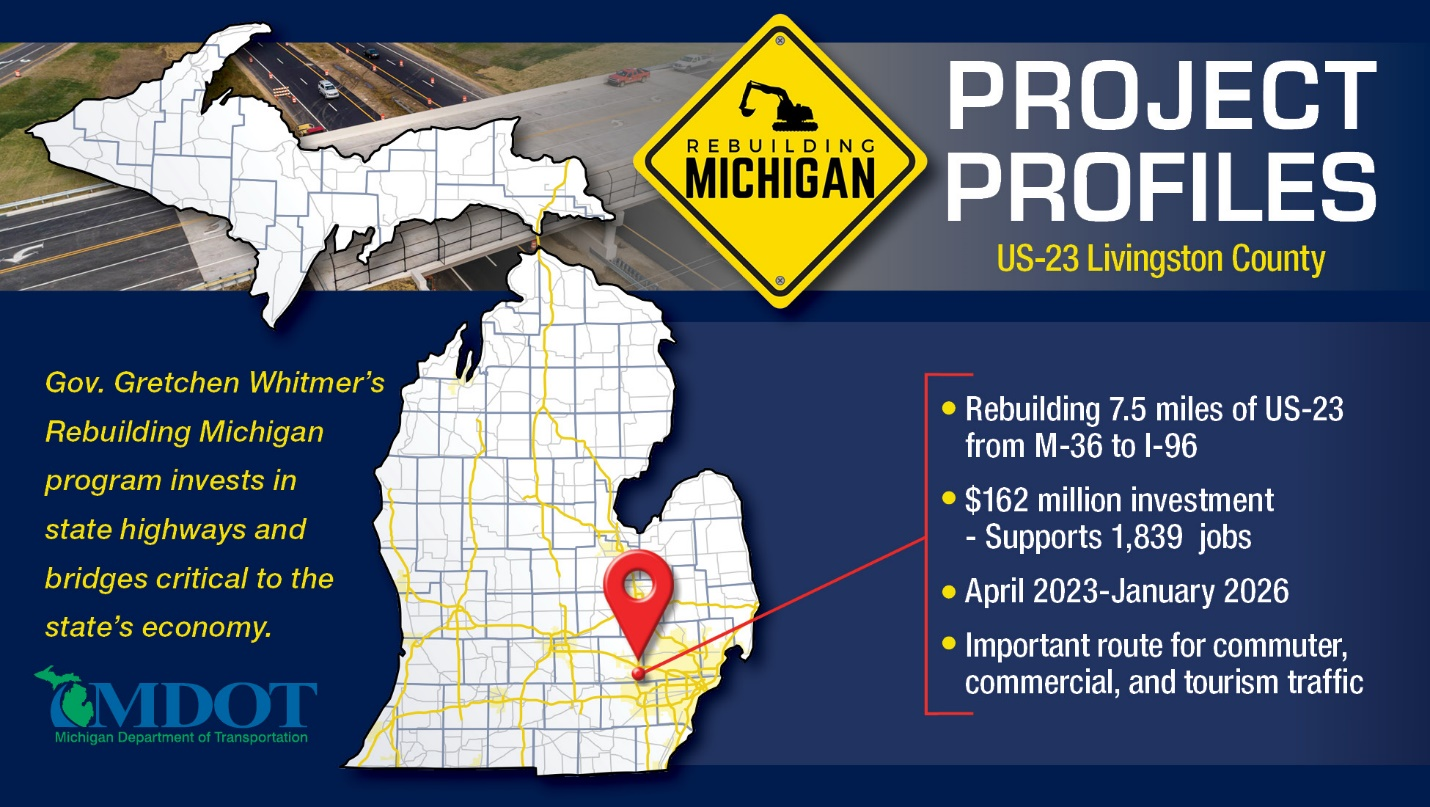 REBUILDING
MICHIGAN
PROJECT
PROFILES
US-23 Livingston County
Gov. Gretchen Whitmer's
Rebuilding Michigan
program invests in
state highways and
bridges critical to the
state's economy.
MDOT
Michigan Department of Transportation
• Rebuilding 7.5 miles of US-23
from M-36 to I-96
• $162 million investment
- Supports 1,839 jobs
• April 2023-January 2026
• Important route for commuter,
commercial, and tourism traffic